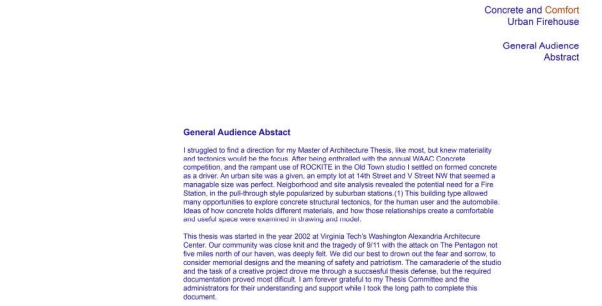 Concrete and Comfort
Urban Firehouse
General Audience
Abstract
General Audience Abstact
I struggled to find a direction for my Master of Architecture Thesis, like most, but knew materiality
and tectonics would be the focus. After being enthralled with the annual WAAC Concrete
competition, and the rampant use of ROCKITE in the Old Town studio I settled on formed concrete
as a driver. An urban site was a given, an empty lot at 14th Street and V Street NW that seemed a
managable size was perfect. Neigborhood and site analysis revealed the potential need for a Fire
Station, in the pull-through style popularized by suburban stations.(1) This building type allowed
many opportunities to explore concrete structural tectonics, for the human user and the automobile.
Ideas of how concrete holds different materials, and how those relationships create a comfortable
and useful space were examined in drawing and model.
This thesis was started in the year 2002 at Virginia Tech's Washington Alexandria Architecure
Center. Our community was close knit and the tragedy of 9/11 with the attack on The Pentagon not
five miles north of our haven, was deeply felt. We did our best to drown out the fear and sorrow, to
consider memorial designs and the meaning of safety and patriotism. The camaraderie of the studio
and the task of a creative project drove me through a succsesful thesis defense, but the required
documentation proved most dificult. I am forever grateful to my Thesis Committee and the
administrators for their understanding and support while I took the long path to complete this
document.